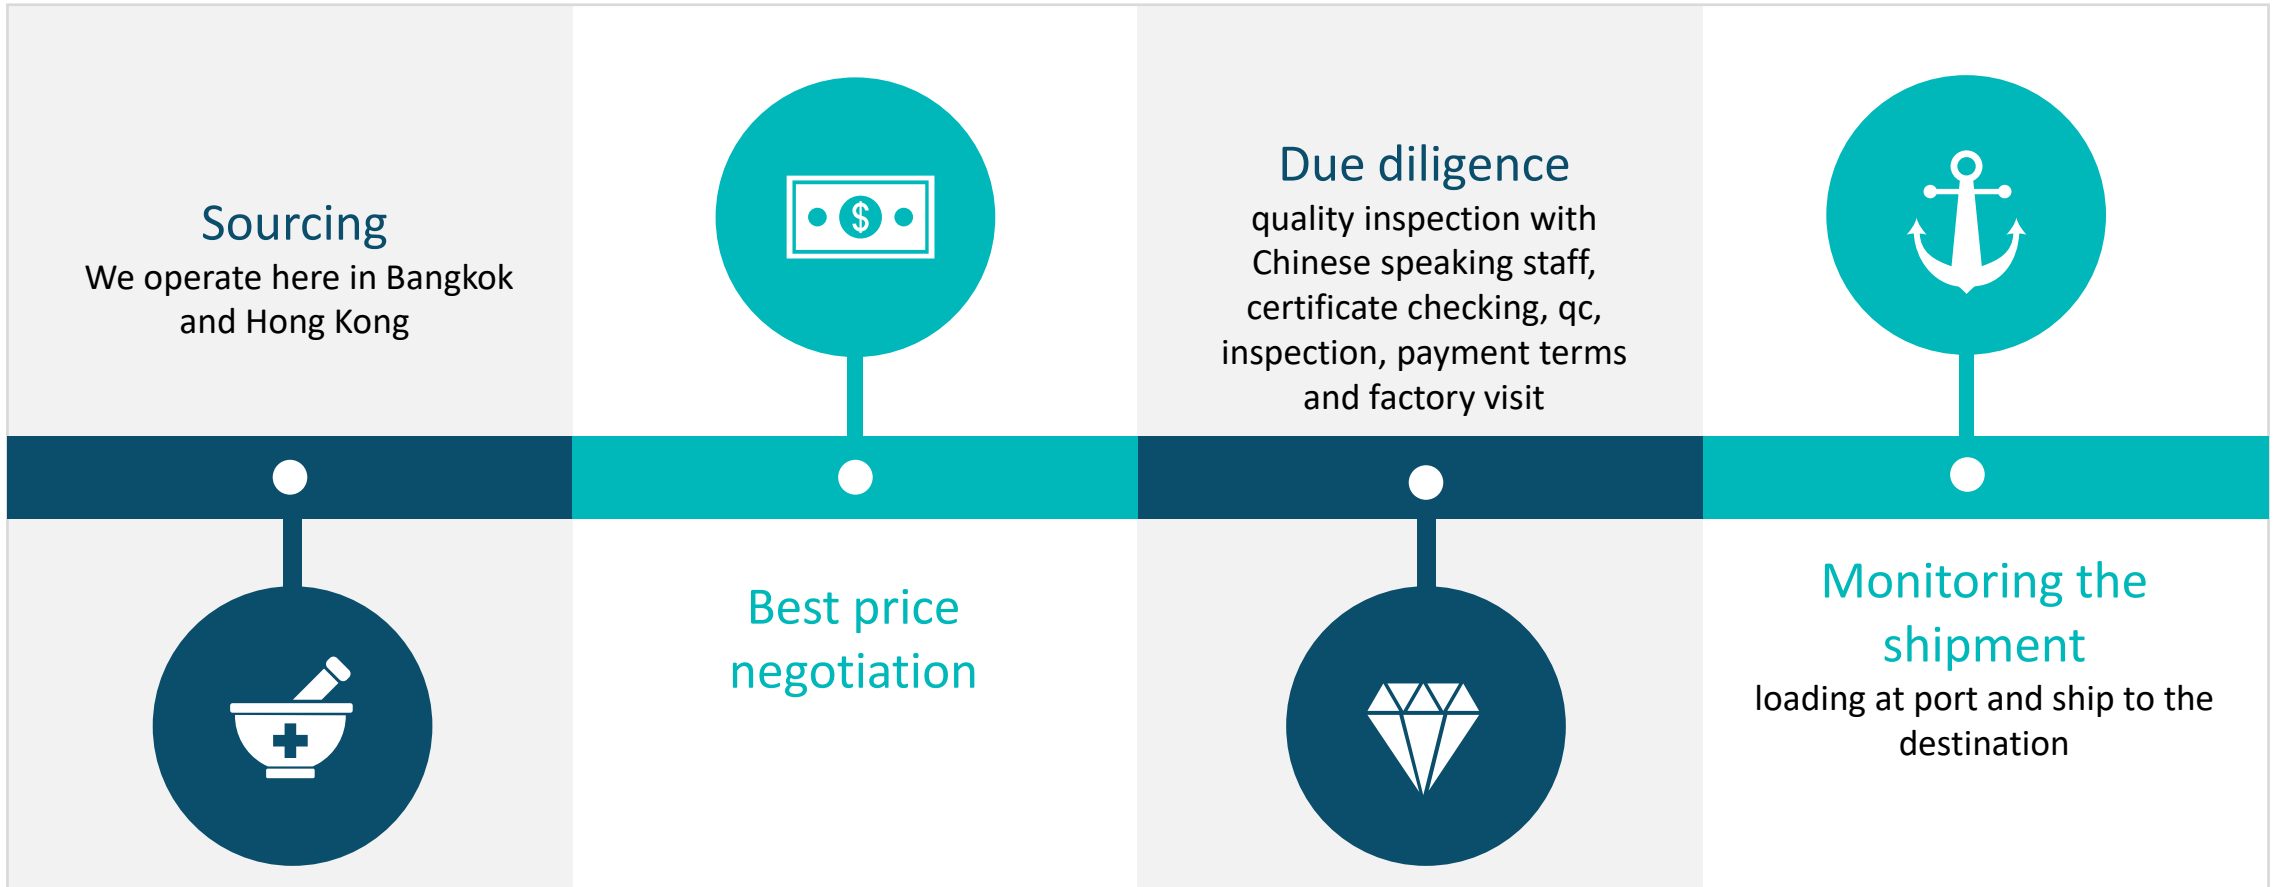 Sourcing
We operate here in Bangkok
and Hong Kong
$
Best price
negotiation
Due diligence
quality inspection with
Chinese speaking staff,
certificate checking, qc,
inspection, payment terms
and factory visit
Monitoring the
shipment
loading at port and ship to the
destination